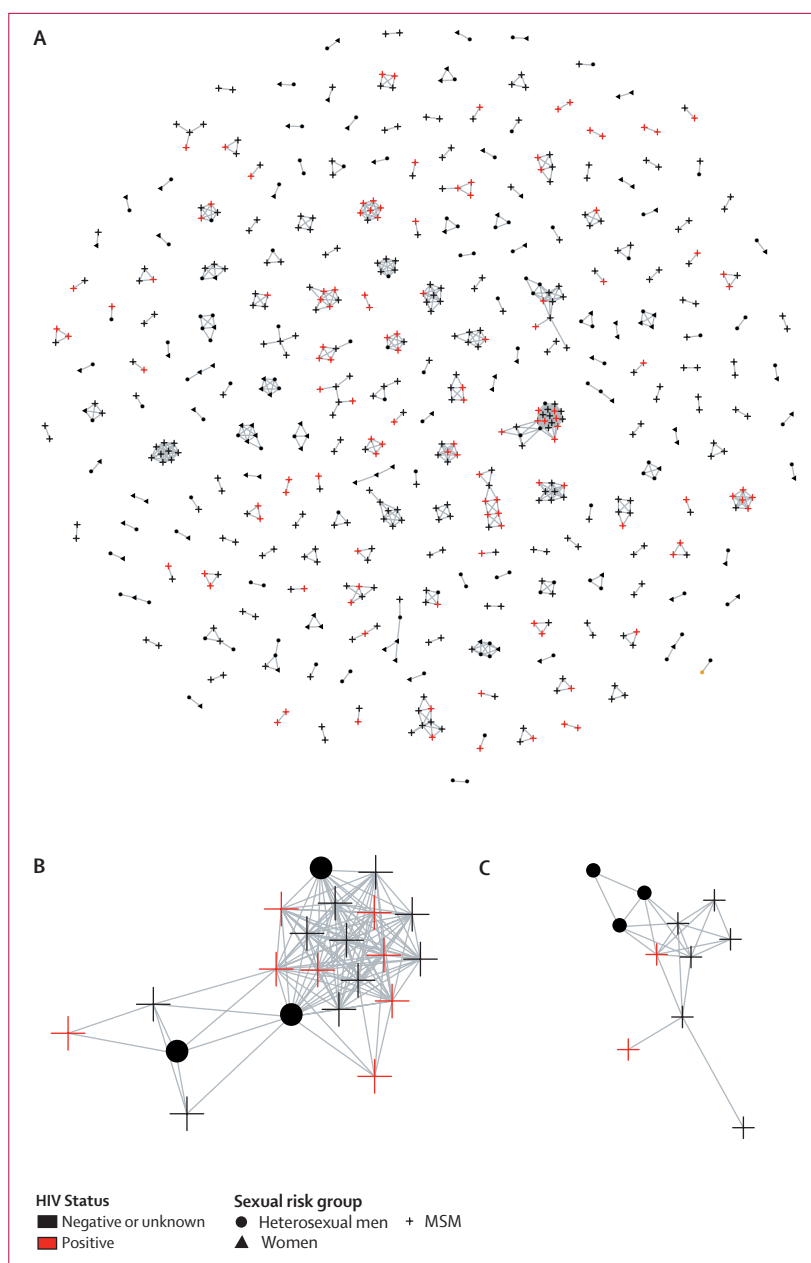 A
B
C
HIV Status
Negative or unknown
Positive
Sexual risk group
Heterosexual men
MSM
Women